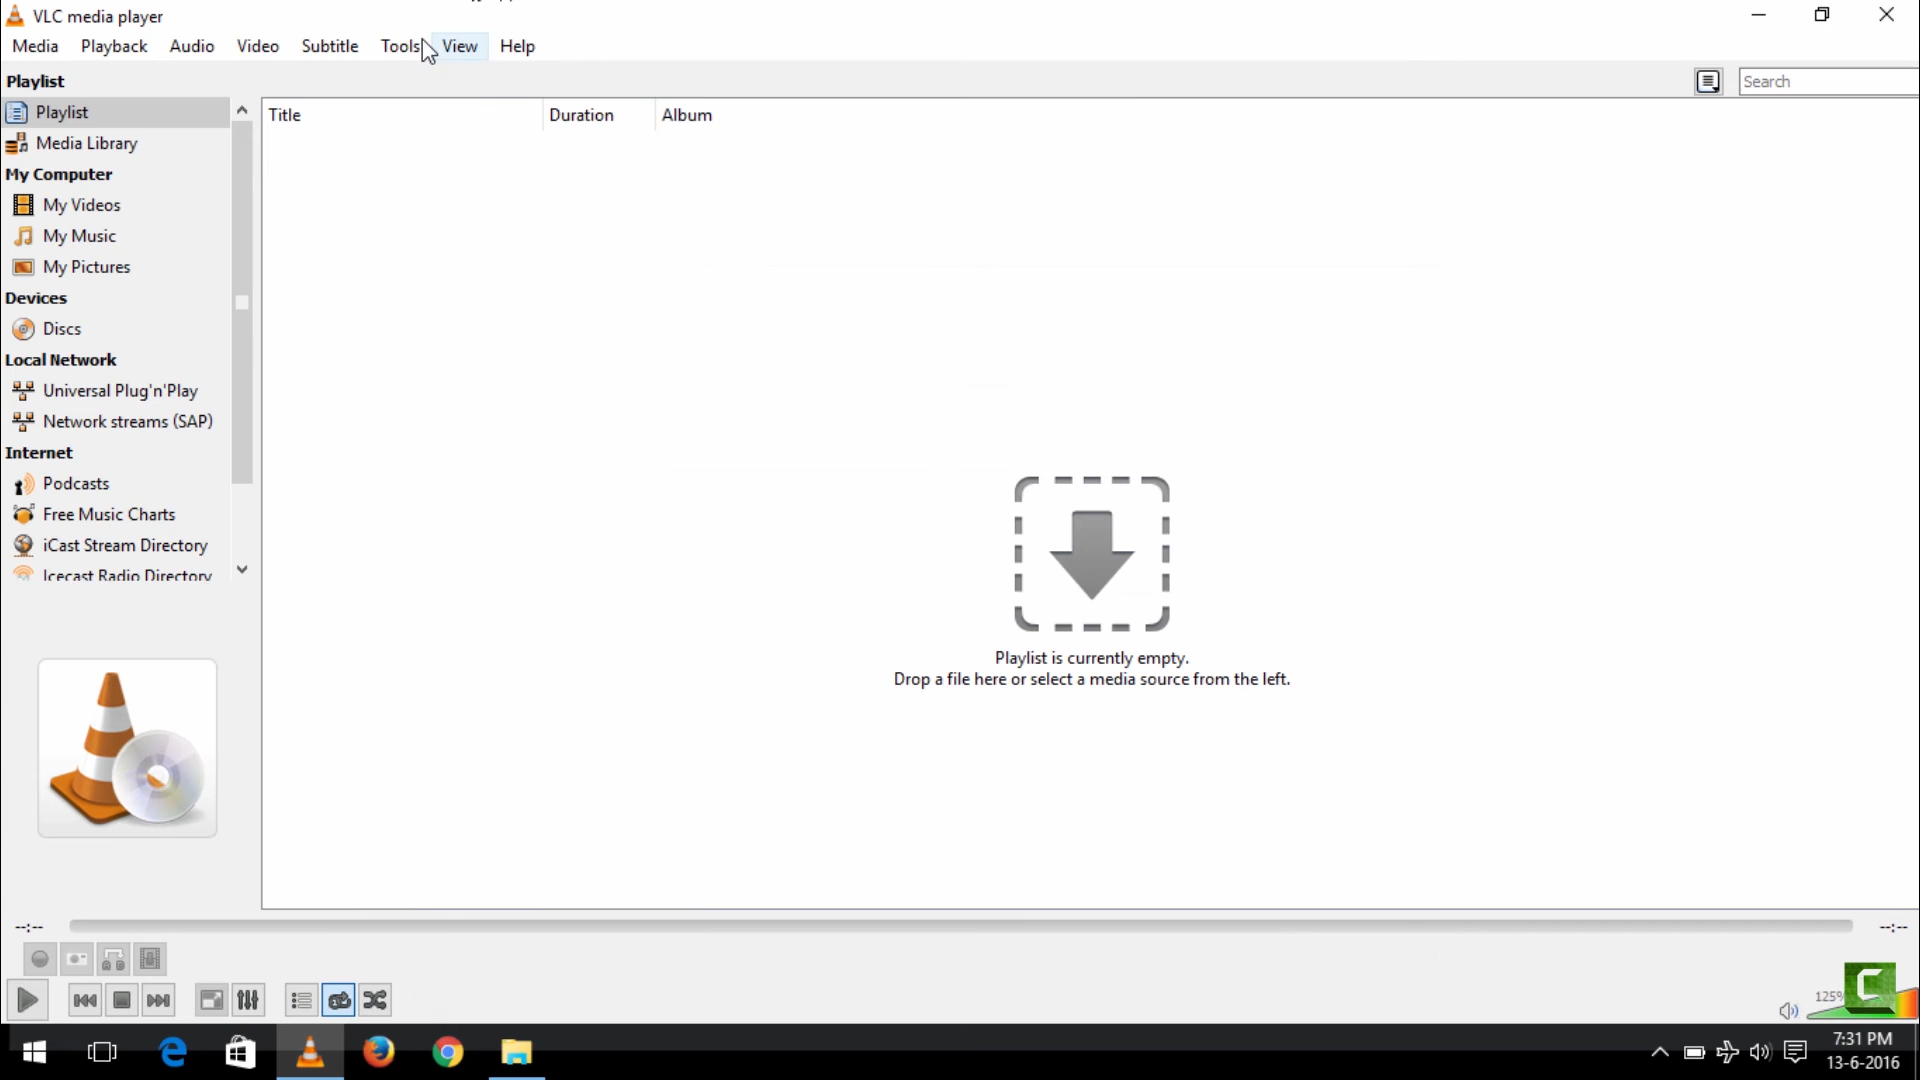 VLC media player
Media Playback Audio Video Subtitle Tools View Help
Playlist
Search
Playlist
Title Duration Album
Media Library
My Computer
My Videos
My Music
My Pictures
Devices
Discs
Local Network
Universal Plug'n'Play
Network streams (SAP)
Internet
Podcasts
Free Music Charts
iCast Stream Directory
Icecast Radio Directory
Playlist is currently empty.
Drop a file here or select a media source from the left.
--:-- --:--
125%
7:31 PM
13-6-2016